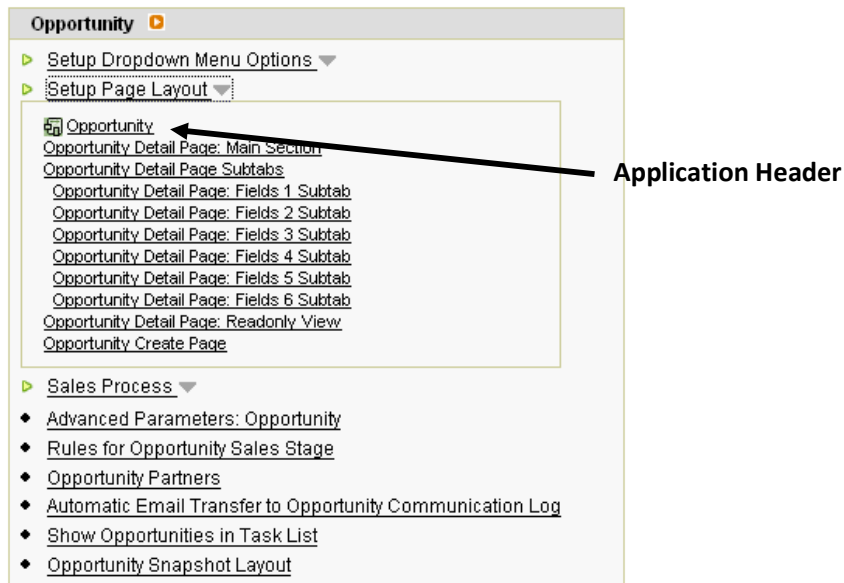 Opportunity
Setup Dropdown Menu Options
Setup Page Layout
Opportunity
Opportunity Detail Page: Main Section
Application Header
Opportunity Detail Page Subtabs
Opportunity Detail Page: Fields 1 Subtab
Opportunity Detail Page: Fields 2 Subtab
Opportunity Detail Page: Fields 3 Subtab
Opportunity Detail Page: Fields 4 Subtab
Opportunity Detail Page: Fields 5 Subtab
Opportunity Detail Page: Fields 6 Subtab
Opportunity Detail Page: Readonly View
Opportunity Create Page
Sales Process
Advanced Parameters: Opportunity
Rules for Opportunity Sales Stage
Opportunity Partners
Automatic Email Transfer to Opportunity Communication Log
Show Opportunities in Task List
Opportunity Snapshot Layout